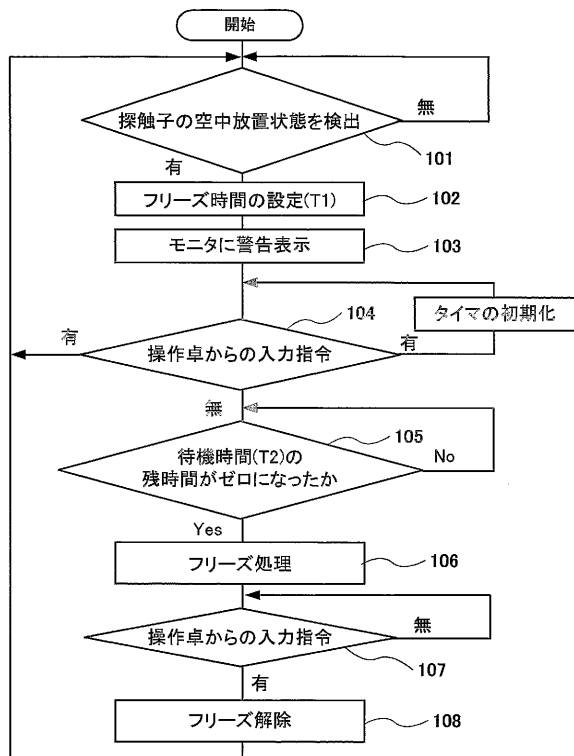 開始
探触子の空中放置状態を検出
無
101
有
フリーズ時間の設定(T1)
102
モニタに警告表示
103
タイマの初期化
104
有
操作卓からの入力指令
有
無
105
待機時間(T2)の
残時間がゼロになったか
No
Yes
フリーズ処理
106
操作卓からの入力指令
無
107
有
フリーズ解除
108